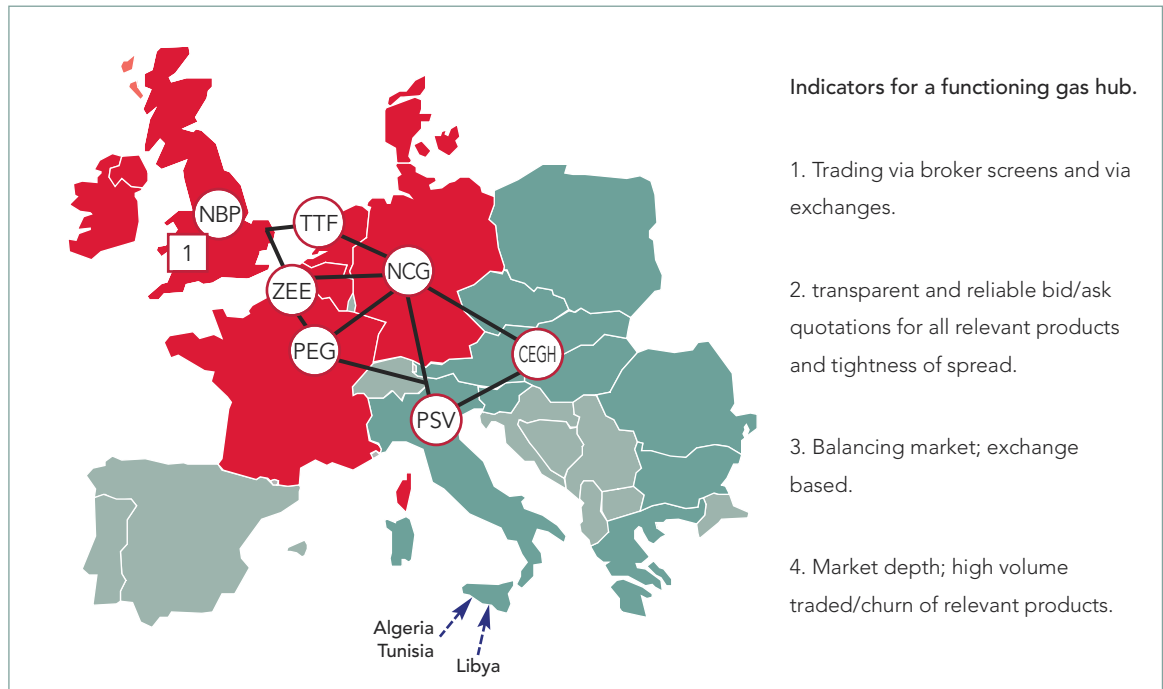 NBP
TTF
1
NCG
ZEE
PEG
CEGH
PSV
Algeria
Tunisia
Libya
Indicators for a functioning gas hub.
1. Trading via broker screens and via
exchanges.
2. transparent and reliable bid/ask
quotations for all relevant products
and tightness of spread.
3. Balancing market; exchange
based.
4. Market depth; high volume
traded/churn of relevant products.